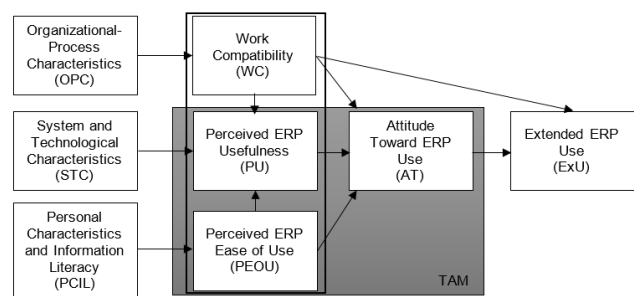 Organizational-
Process
Characteristics
(OPC)
Work
Compatibility
(WC)
System and
Technological
Characteristics
(STC)
Perceived ERP
Usefulness
(PU)
Attitude
Toward ERP
Use
(AT)
Extended ERP
Use
(ExU)
Personal
Characteristics
and Information
Literacy
(PCIL)
Perceived ERP
Ease of Use
(PEOU)
TAM